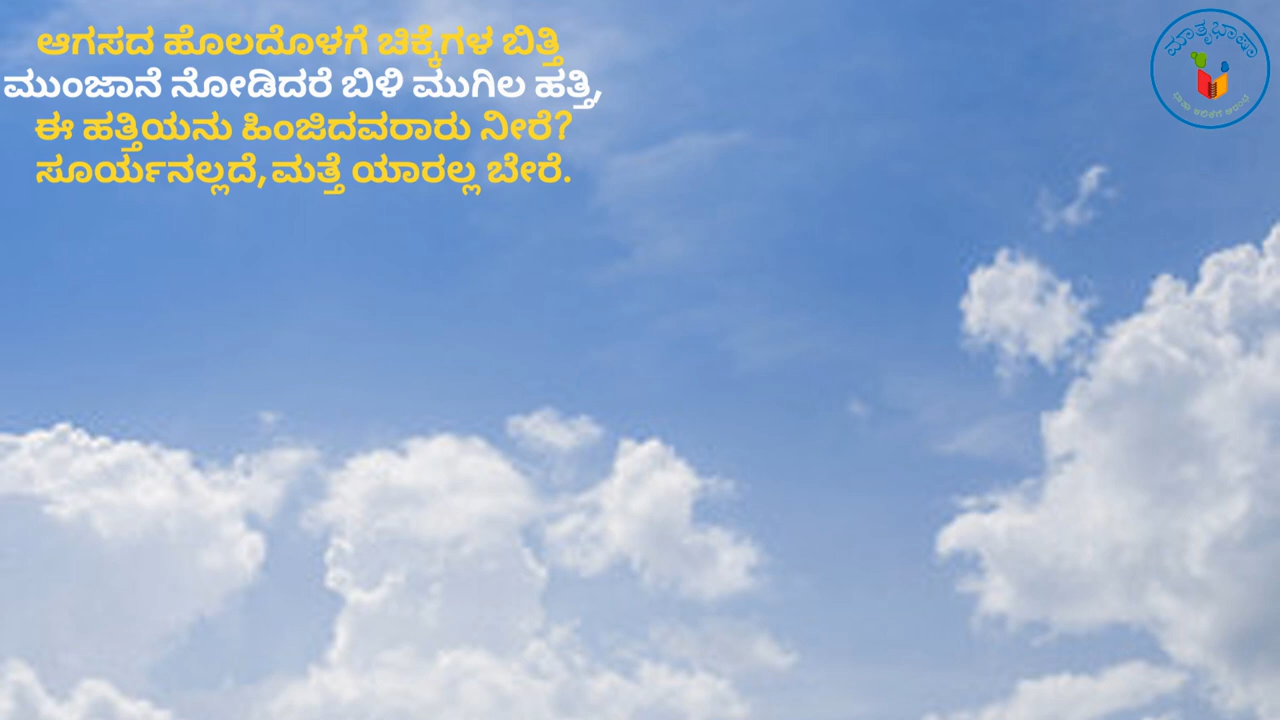 ಆಗಸದ ಹೊಲದೊಳಗೆ ಚಿಕ್ಕೆಗಳ ಬಿತ್ತಿ
ಮುಂಜಾನೆ ನೋಡಿದರೆ ಬಿಳಿ ಮುಗಿಲ ಹತ್ತಿ,
ಈ ಹತ್ತಿಯನು ಹಿಂಜಿದವರಾರು ನೀರೆ?
ಸೂರ್ಯನಲ್ಲದೆ, ಮತ್ತೆ ಯಾರಲ್ಲ ಬೇರೆ.
ಮಾತೃಭಾಷಾ